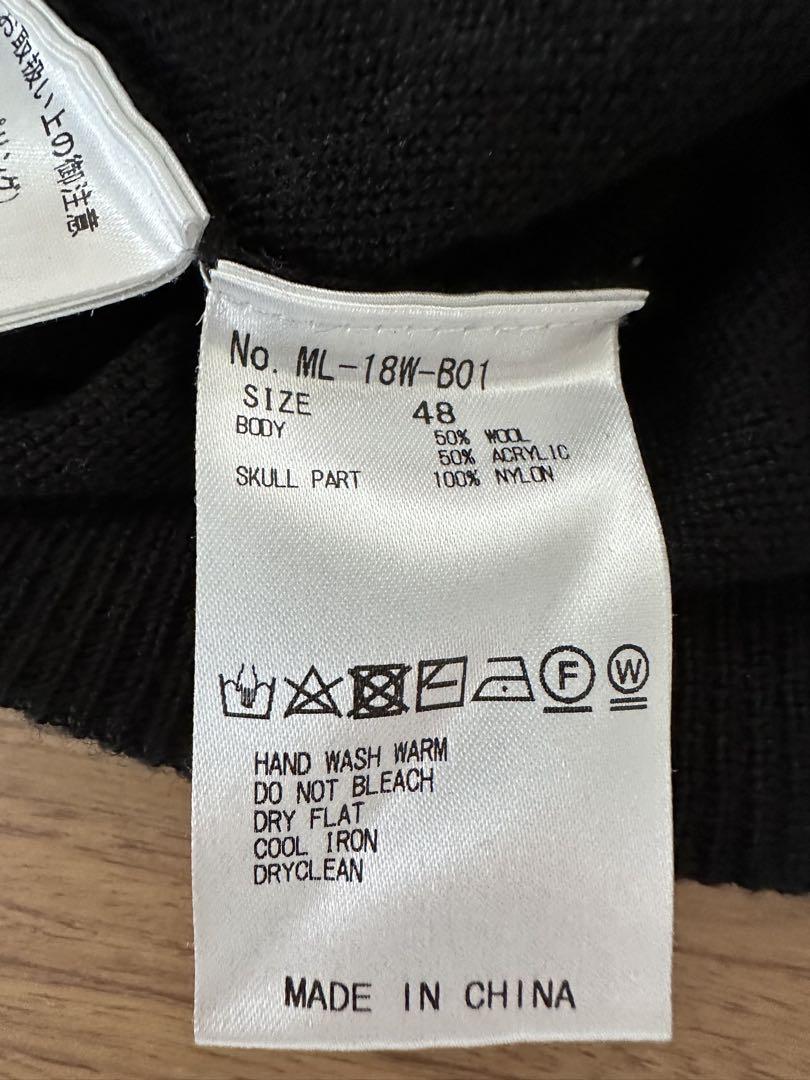 お取扱い上の御注意
No. ML-18W-B01
SIZE 48
BODY 50% WOOL
50% ACRYLIC
SKULL PART 100% NYLON
F W
HAND WASH WARM
DO NOT BLEACH
DRY FLAT
COOL IRON
DRYCLEAN
MADE IN CHINA